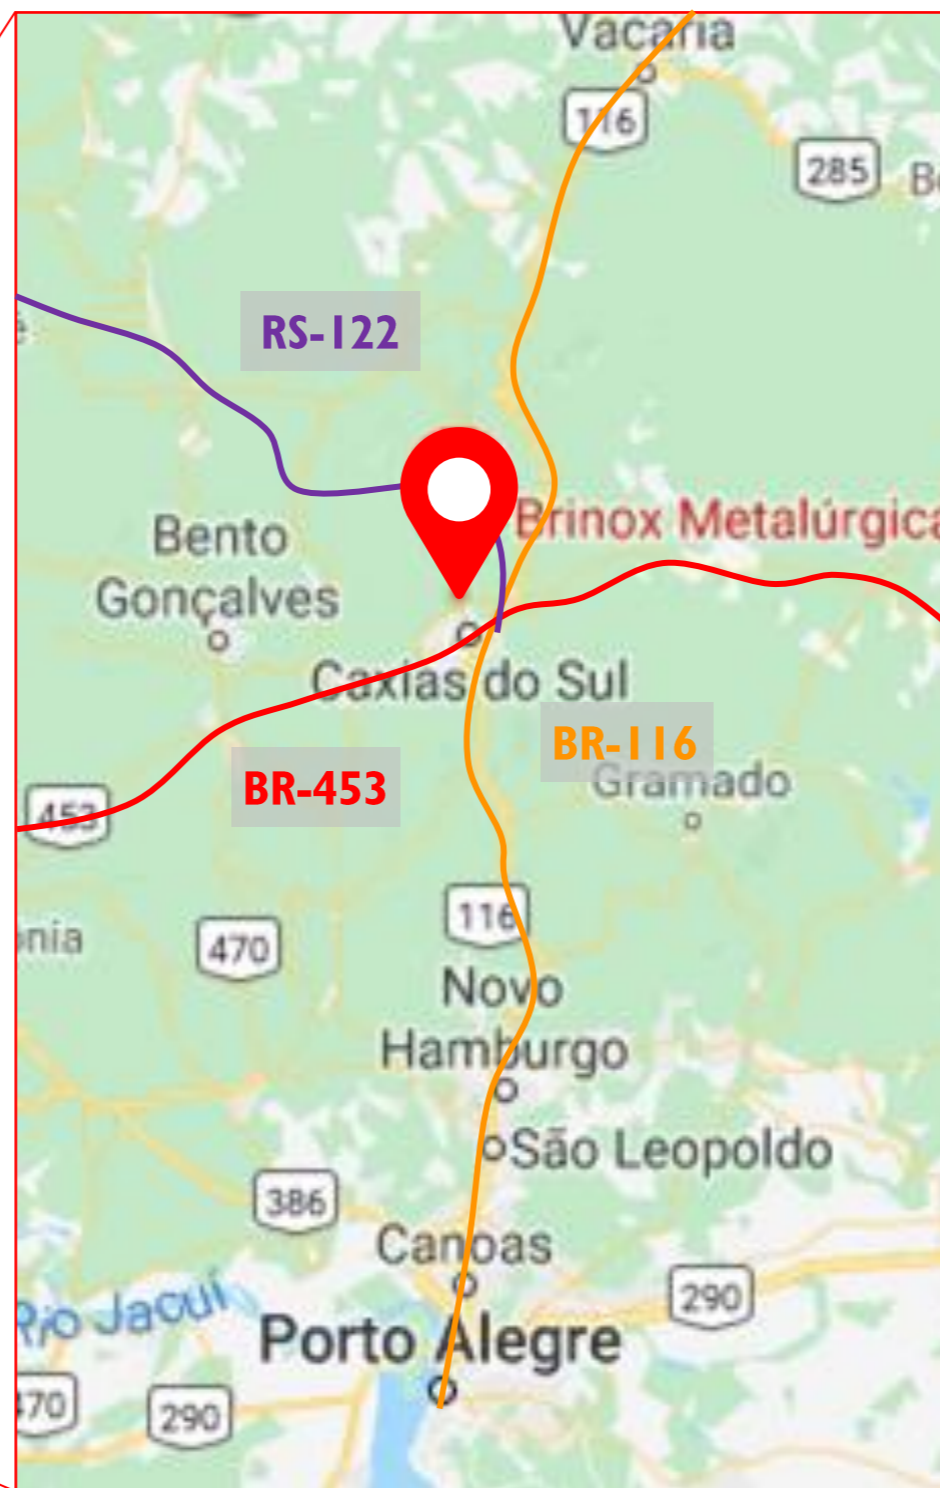 Vacaria
116
285
RS-122
Brinox Metalúrgica
Bento
Gonçalves
Caxias do Sul
BR-116
BR-453
Gramado
453
116
470
Novo
Hamburgo
São Leopoldo
386
Canoas
290
Rio Jacuí
Porto Alegre
470
290